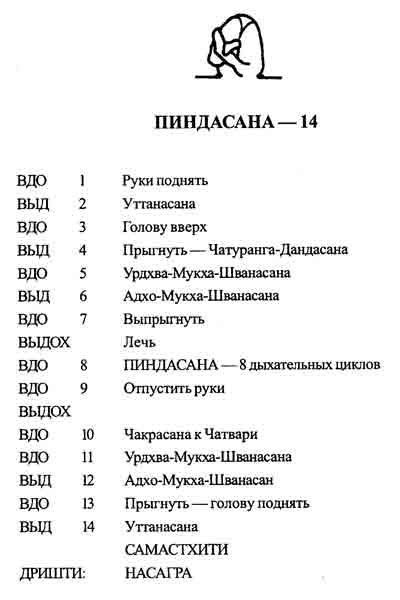 ПИНДАСАНА — 14
ВДО 1 Руки поднять
ВЫД 2 Уттанасана
ВДО 3 Голову вверх
ВЫД 4 Прыгнуть — Чатуранга-Дандасана
ВДО 5 Урдхва-Мукха-Шванасана
ВЫД 6 Адхо-Мукха-Шванасана
ВДО 7 Выпрыгнуть
ВЫДОХ Лечь
ВДО 8 ПИНДАСАНА — 8 дыхательных циклов
ВДО 9 Отпустить руки
ВЫДОХ
ВДО 10 Чакрасана к Чатвари
ВДО 11 Урдхва-Мукха-Шванасана
ВЫД 12 Адхо-Мукха-Шванасан
ВДО 13 Прыгнуть — голову поднять
ВЫД 14 Уттанасана
САМАСТХИТИ
ДРИШТИ: НАСАГРА